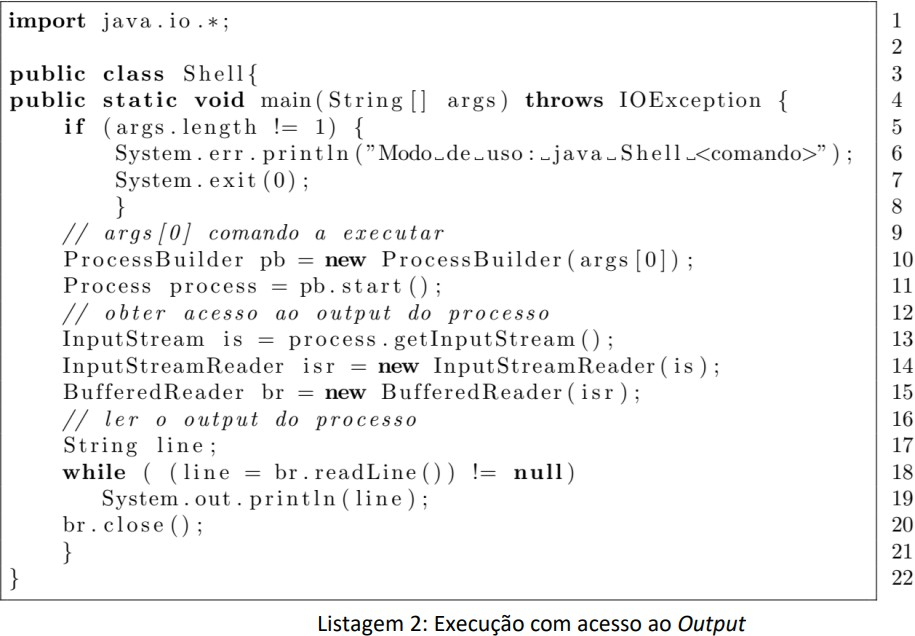 import java.io.*; 1
2
public class Shell{ 3
public static void main(String[] args) throws IOException { 4
if (args.length != 1) { 5
System.err.println("Modo␣de␣uso:␣java␣Shell␣<comando>"); 6
System.exit(0); 7
} 8
// args[0] comando a executar 9
ProcessBuilder pb = new ProcessBuilder(args[0]); 10
Process process = pb.start(); 11
// obter acesso ao output do processo 12
InputStream is = process.getInputStream(); 13
InputStreamReader isr = new InputStreamReader(is); 14
BufferedReader br = new BufferedReader(isr); 15
// ler o output do processo 16
String line; 17
while ( (line = br.readLine()) != null) 18
System.out.println(line); 19
br.close(); 20
} 21
} 22
Listagem 2: Execução com acesso ao Output